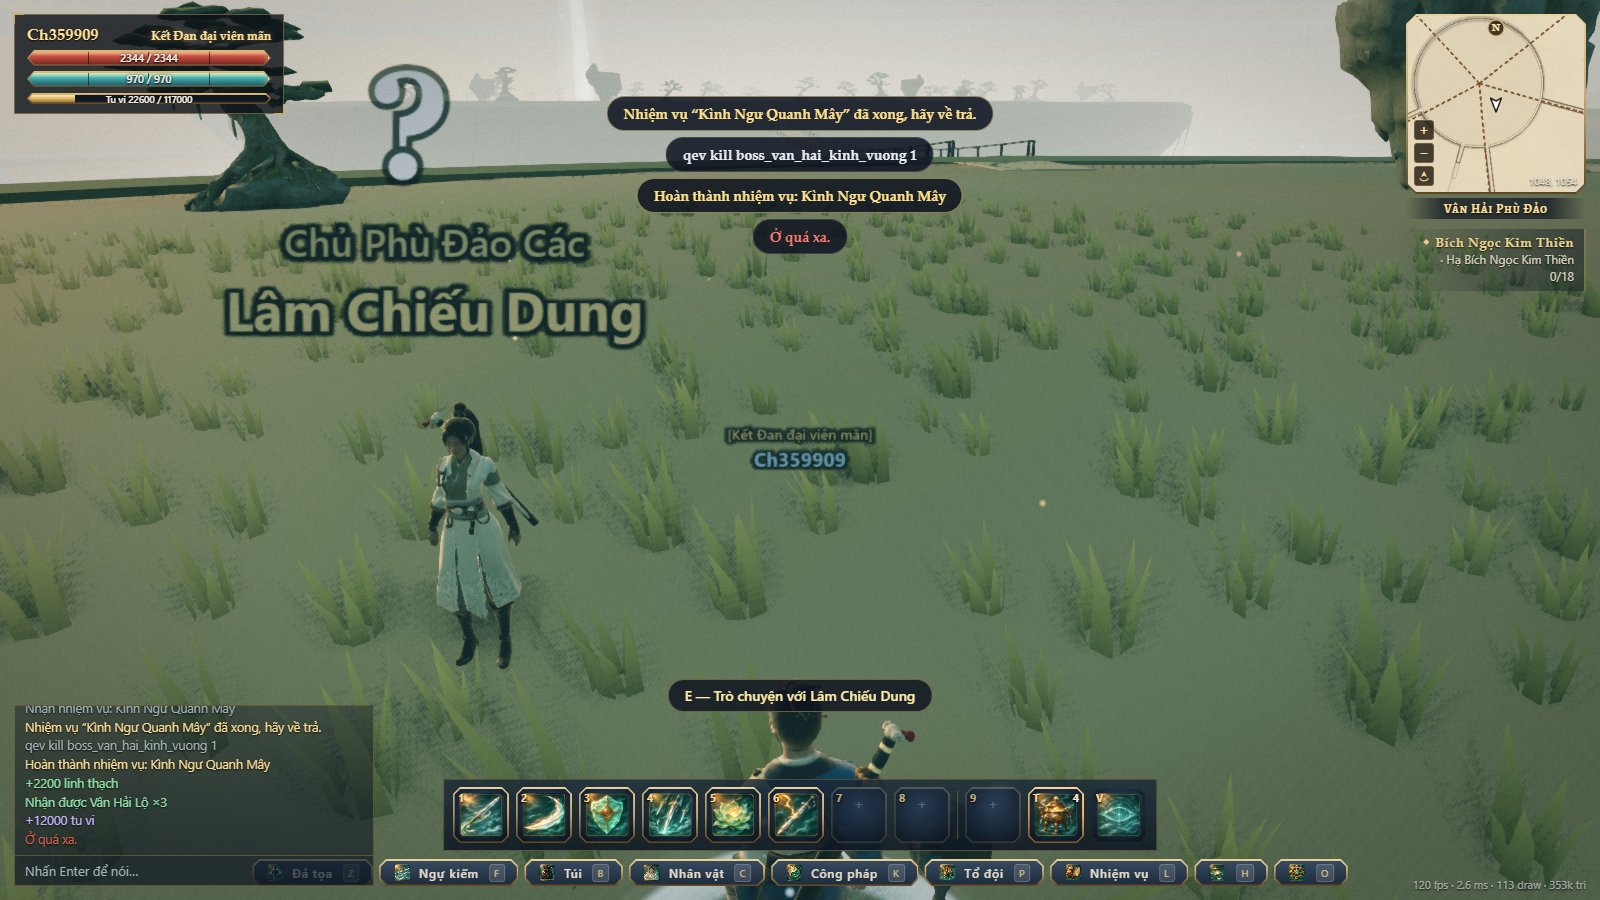 Ch359909
Kết Đan đại viên mãn
2344 / 2344
970 / 970
Tu vi 22600 / 117000
?
Nhiệm vụ “Kình Ngư Quanh Mây” đã xong, hãy về trả.
qev kill boss_van_hai_kinh_vuong 1
Hoàn thành nhiệm vụ: Kình Ngư Quanh Mây
Ở quá xa.
N
+
−
1048, 1054
Vân Hải Phù Đảo
Bích Ngọc Kim Thiền
· Hạ Bích Ngọc Kim Thiền
0/18
Chủ Phù Đảo Các
Lâm Chiếu Dung
[Kết Đan đại viên mãn]
Ch359909
E — Trò chuyện với Lâm Chiếu Dung
Nhận nhiệm vụ: Kình Ngư Quanh Mây
Nhiệm vụ “Kình Ngư Quanh Mây” đã xong, hãy về trả.
qev kill boss_van_hai_kinh_vuong 1
Hoàn thành nhiệm vụ: Kình Ngư Quanh Mây
+2200 linh thạch
Nhận được Vân Hải Lộ ×3
+12000 tu vi
Ở quá xa.
Nhấn Enter để nói...
1 2 3 4 5 6 7 + 8 + 9 + T 4 V
Đả tọa Z
Ngự kiếm F
Túi B
Nhân vật C
Công pháp K
Tổ đội P
Nhiệm vụ L
H
O
120 fps · 2.6 ms · 113 draw · 353k tri